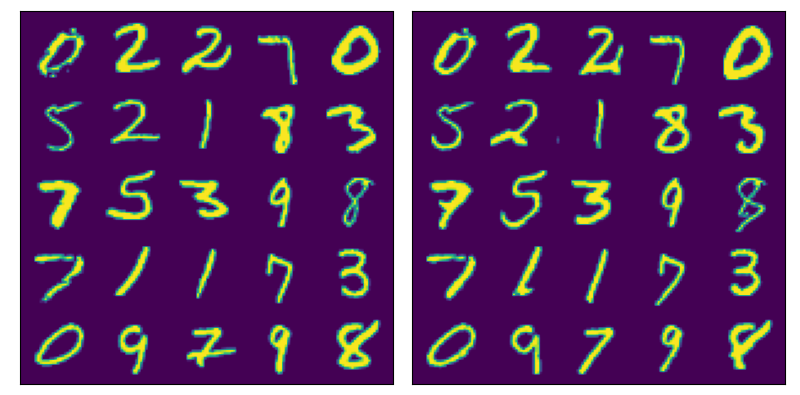 0 2 2 7 0 0 2 2 7 0
5 2 1 8 3 5 2 1 8 3
7 5 3 9 8 7 5 3 9 8
7 1 1 7 3 7 1 1 7 3
0 9 7 9 8 0 9 7 9 8